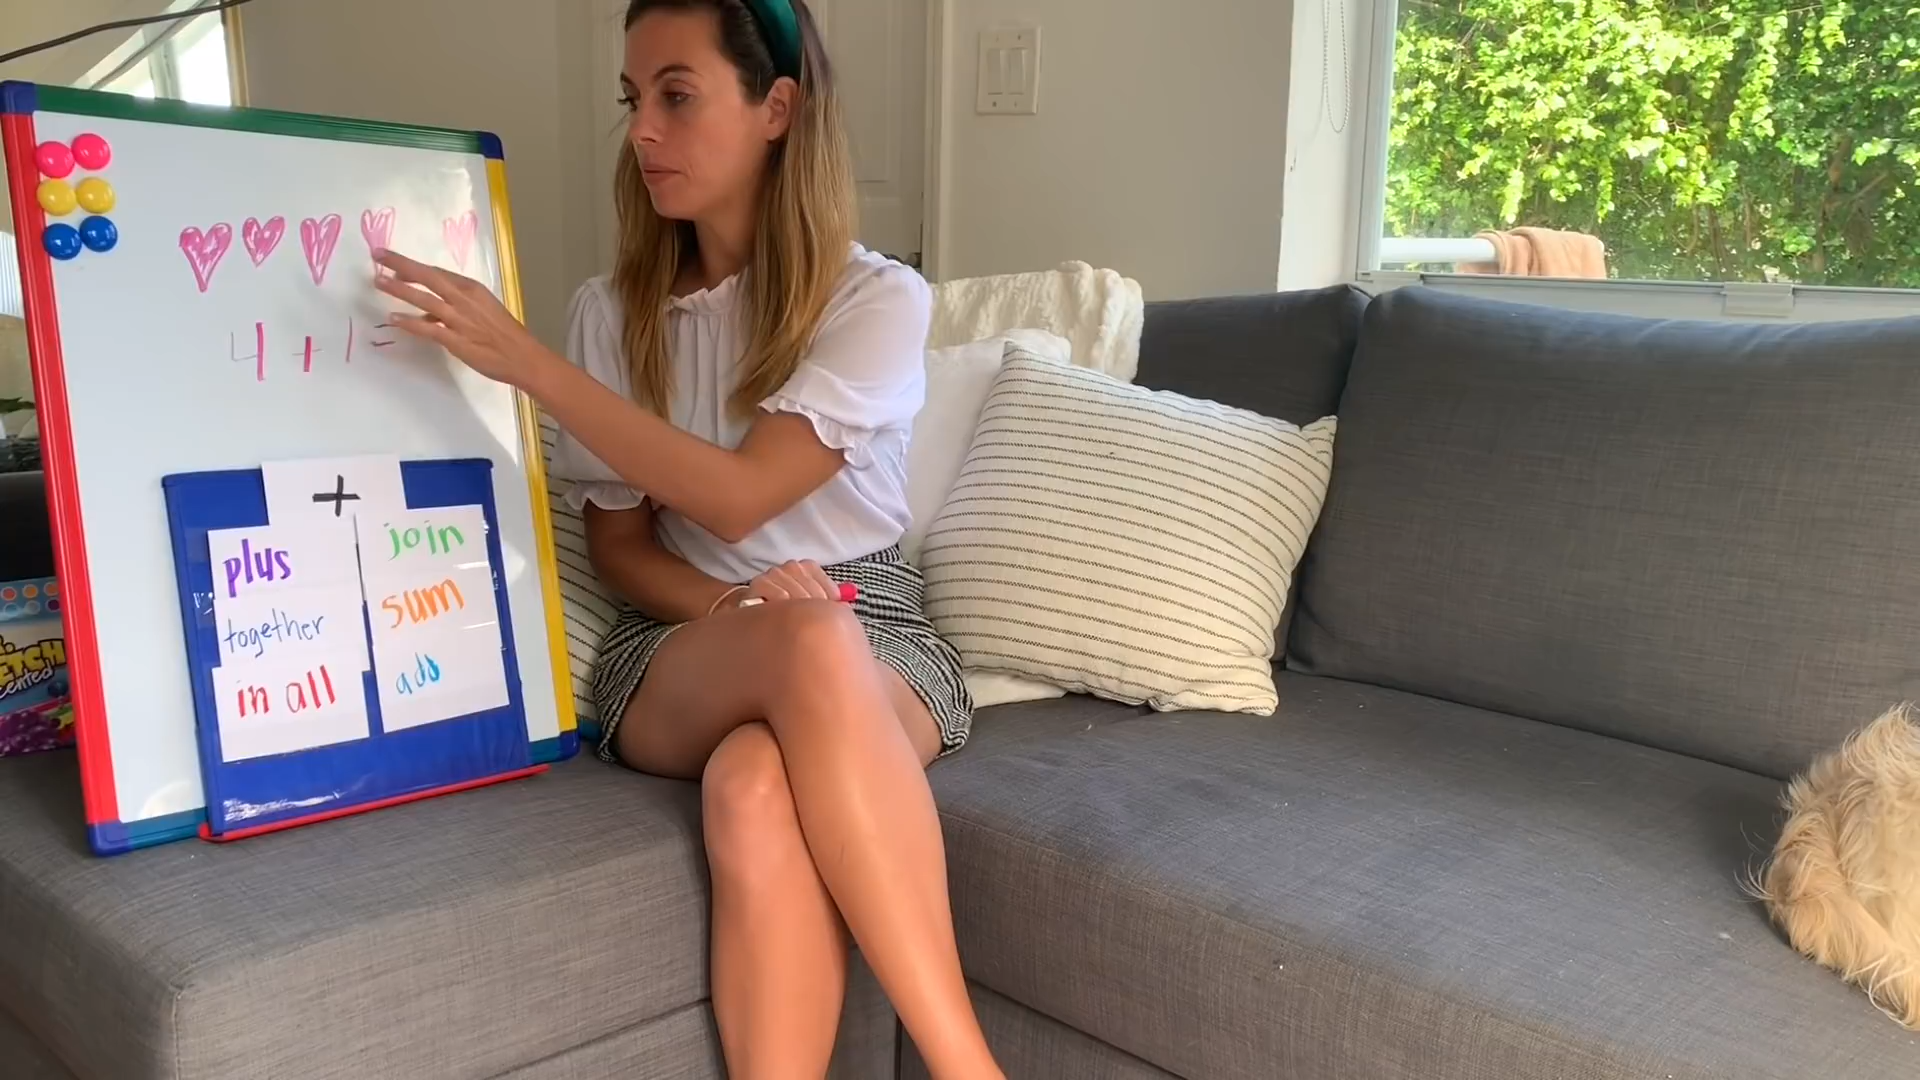 4 + 1 =
+
plus
join
together
sum
in all
add